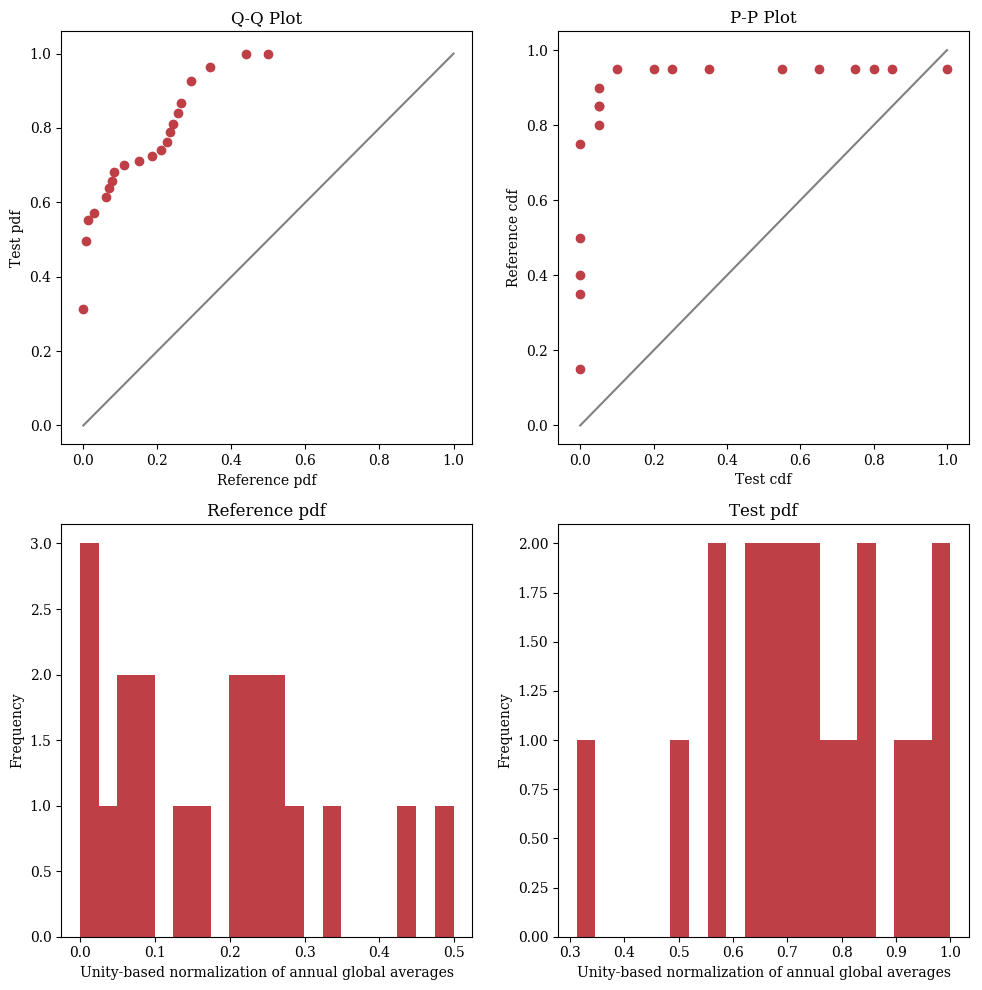 Q-Q Plot
1.0
0.8
0.6
0.4
0.2
0.0
Test pdf
0.0 0.2 0.4 0.6 0.8 1.0
Reference pdf
P-P Plot
1.0
0.8
0.6
0.4
0.2
0.0
Reference cdf
0.0 0.2 0.4 0.6 0.8 1.0
Test cdf
Reference pdf
3.0
2.5
2.0
1.5
1.0
0.5
0.0
Frequency
0.0 0.1 0.2 0.3 0.4 0.5
Unity-based normalization of annual global averages
Test pdf
2.00
1.75
1.50
1.25
1.00
0.75
0.50
0.25
0.00
Frequency
0.3 0.4 0.5 0.6 0.7 0.8 0.9 1.0
Unity-based normalization of annual global averages